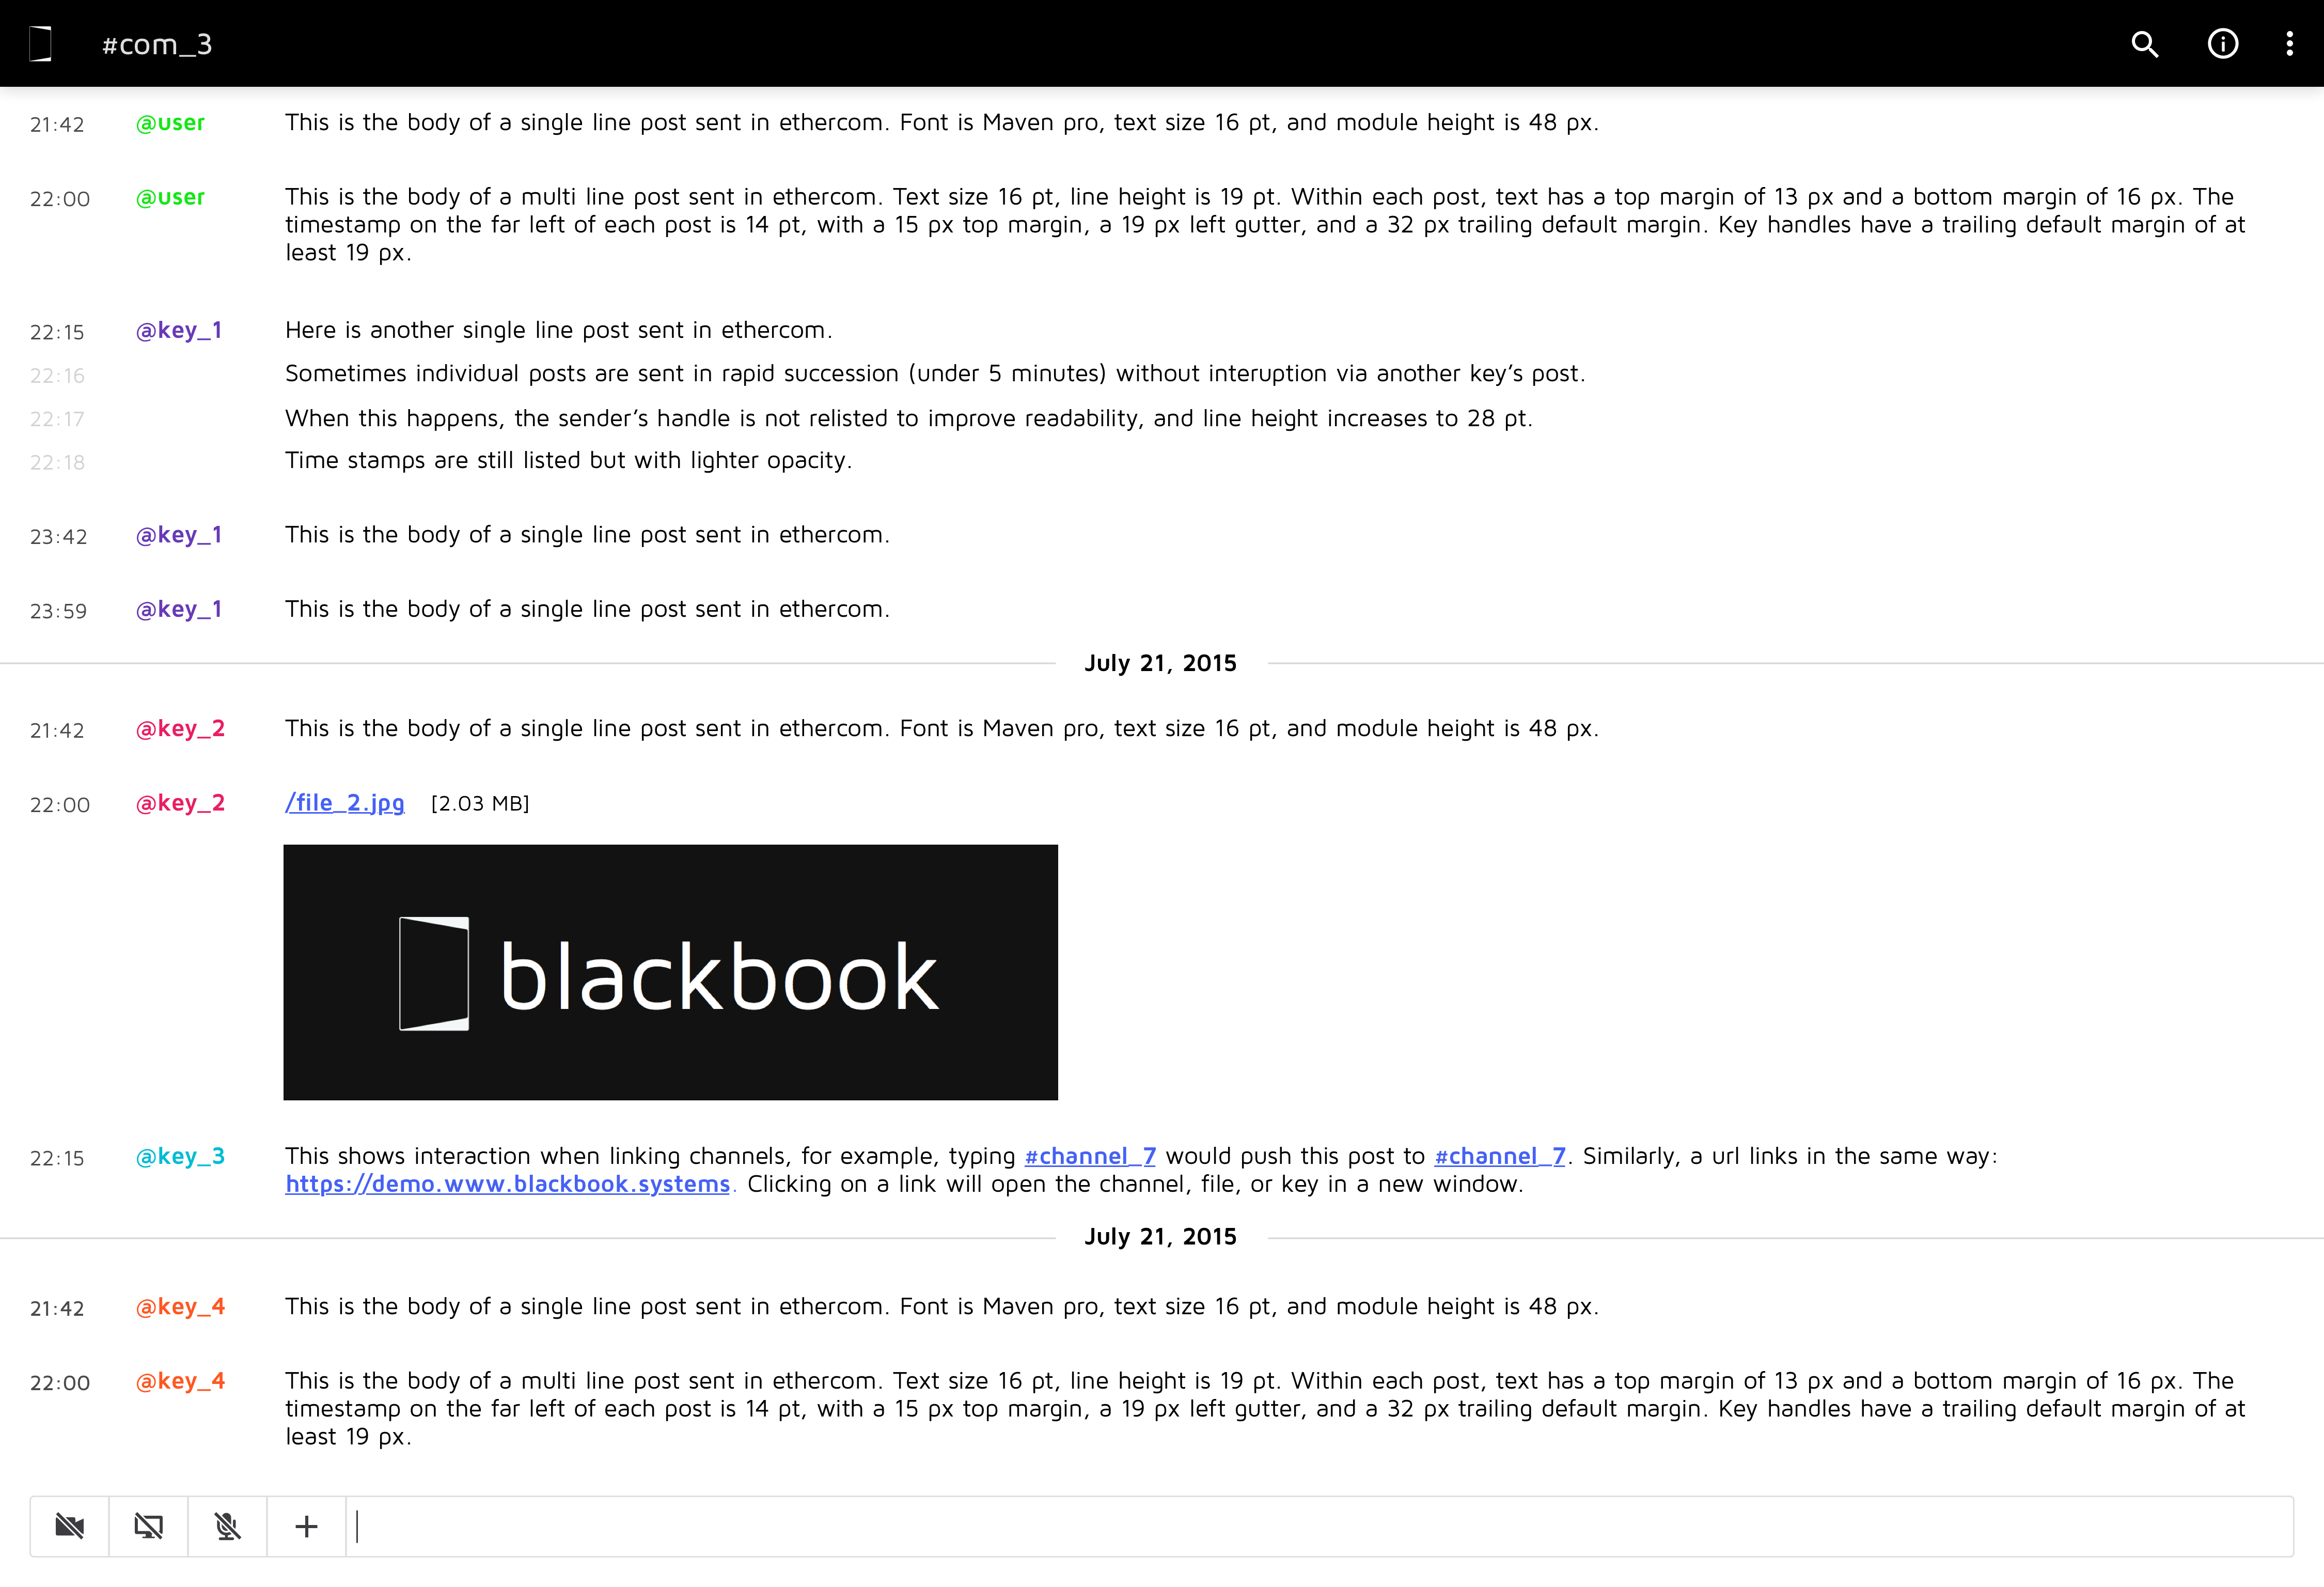 #com_3
21:42 @user This is the body of a single line post sent in ethercom. Font is Maven pro, text size 16 pt, and module height is 48 px.
22:00 @user This is the body of a multi line post sent in ethercom. Text size 16 pt, line height is 19 pt. Within each post, text has a top margin of 13 px and a bottom margin of 16 px. The
timestamp on the far left of each post is 14 pt, with a 15 px top margin, a 19 px left gutter, and a 32 px trailing default margin. Key handles have a trailing default margin of at
least 19 px.
22:15 @key_1 Here is another single line post sent in ethercom.
22:16 Sometimes individual posts are sent in rapid succession (under 5 minutes) without interuption via another key’s post.
22:17 When this happens, the sender’s handle is not relisted to improve readability, and line height increases to 28 pt.
22:18 Time stamps are still listed but with lighter opacity.
23:42 @key_1 This is the body of a single line post sent in ethercom.
23:59 @key_1 This is the body of a single line post sent in ethercom.
July 21, 2015
21:42 @key_2 This is the body of a single line post sent in ethercom. Font is Maven pro, text size 16 pt, and module height is 48 px.
22:00 @key_2 /file_2.jpg [2.03 MB]
blackbook
22:15 @key_3 This shows interaction when linking channels, for example, typing #channel_7 would push this post to #channel_7. Similarly, a url links in the same way:
https://demo.www.blackbook.systems. Clicking on a link will open the channel, file, or key in a new window.
July 21, 2015
21:42 @key_4 This is the body of a single line post sent in ethercom. Font is Maven pro, text size 16 pt, and module height is 48 px.
22:00 @key_4 This is the body of a multi line post sent in ethercom. Text size 16 pt, line height is 19 pt. Within each post, text has a top margin of 13 px and a bottom margin of 16 px. The
timestamp on the far left of each post is 14 pt, with a 15 px top margin, a 19 px left gutter, and a 32 px trailing default margin. Key handles have a trailing default margin of at
least 19 px.